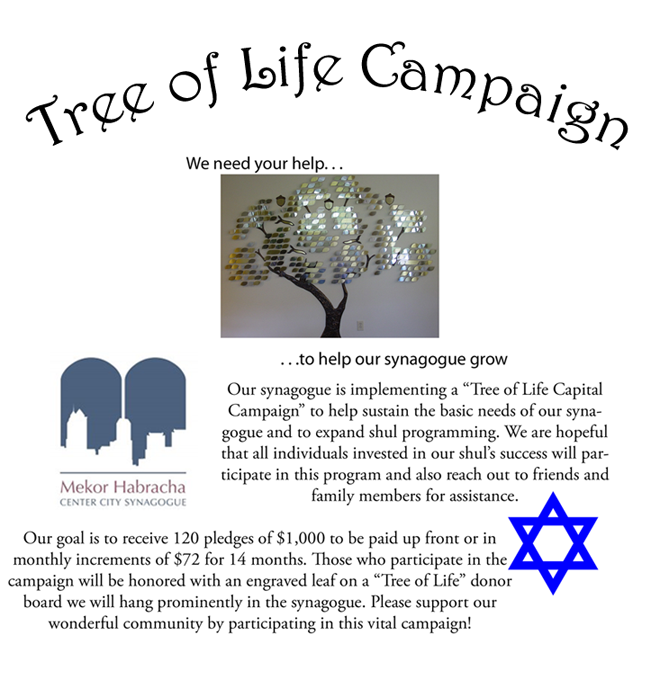 Tree of Life Campaign
We need your help. . .
. . .to help our synagogue grow
Our synagogue is implementing a “Tree of Life Capital
Campaign” to help sustain the basic needs of our syna-
gogue and to expand shul programming. We are hopeful
that all individuals invested in our shul’s success will par-
ticipate in this program and also reach out to friends and
family members for assistance.
Mekor Habracha
CENTER CITY SYNAGOGUE
Our goal is to receive 120 pledges of $1,000 to be paid up front or in
monthly increments of $72 for 14 months. Those who participate in the
campaign will be honored with an engraved leaf on a “Tree of Life” donor
board we will hang prominently in the synagogue. Please support our
wonderful community by participating in this vital campaign!